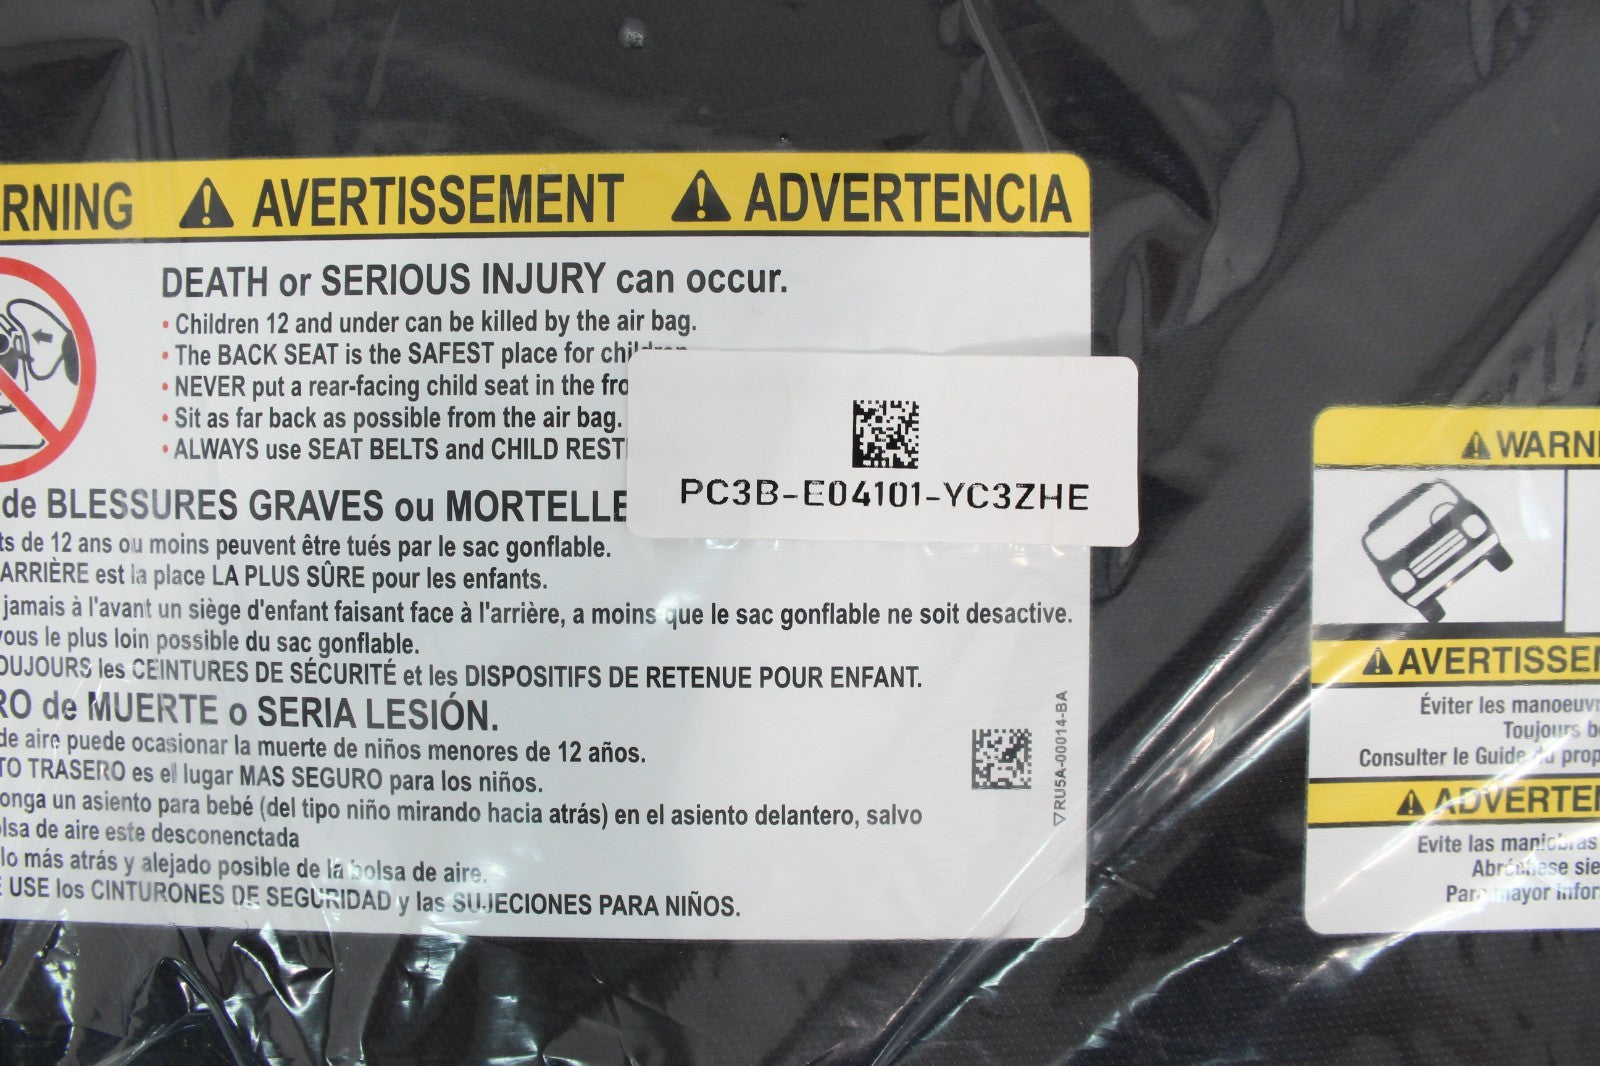 RNING AVERTISSEMENT ADVERTENCIA
DEATH or SERIOUS INJURY can occur.
• Children 12 and under can be killed by the air bag.
• The BACK SEAT is the SAFEST place for children
• NEVER put a rear-facing child seat in the fro
• Sit as far back as possible from the air bag.
• ALWAYS use SEAT BELTS and CHILD REST
PC3B-E04101-YC3ZHE
de BLESSURES GRAVES ou MORTELLE
ts de 12 ans ou moins peuvent être tués par le sac gonflable.
ARRIÈRE est la place LA PLUS SÛRE pour les enfants.
jamais à l'avant un siège d'enfant faisant face à l'arrière, a moins que le sac gonflable ne soit desactive.
vous le plus loin possible du sac gonflable.
OUJOURS les CEINTURES DE SÉCURITÉ et les DISPOSITIFS DE RETENUE POUR ENFANT.
RO de MUERTE o SERIA LESIÓN.
de aire puede ocasionar la muerte de niños menores de 12 años.
TO TRASERO es el lugar MAS SEGURO para los niños.
onga un asiento para bebé (del tipo niño mirando hacia atrás) en el asiento delantero, salvo
olsa de aire este desconenctada
lo más atrás y alejado posible de la bolsa de aire.
E USE los CINTURONES DE SEGURIDAD y las SUJECIONES PARA NIÑOS.
RU5A-00014-BA
WARNI
AVERTISSEM
Éviter les manoeuvr
Toujours b
Consulter le Guide du prop
ADVERTEN
Evite las maniobras
Abróchese sie
Para mayor infor